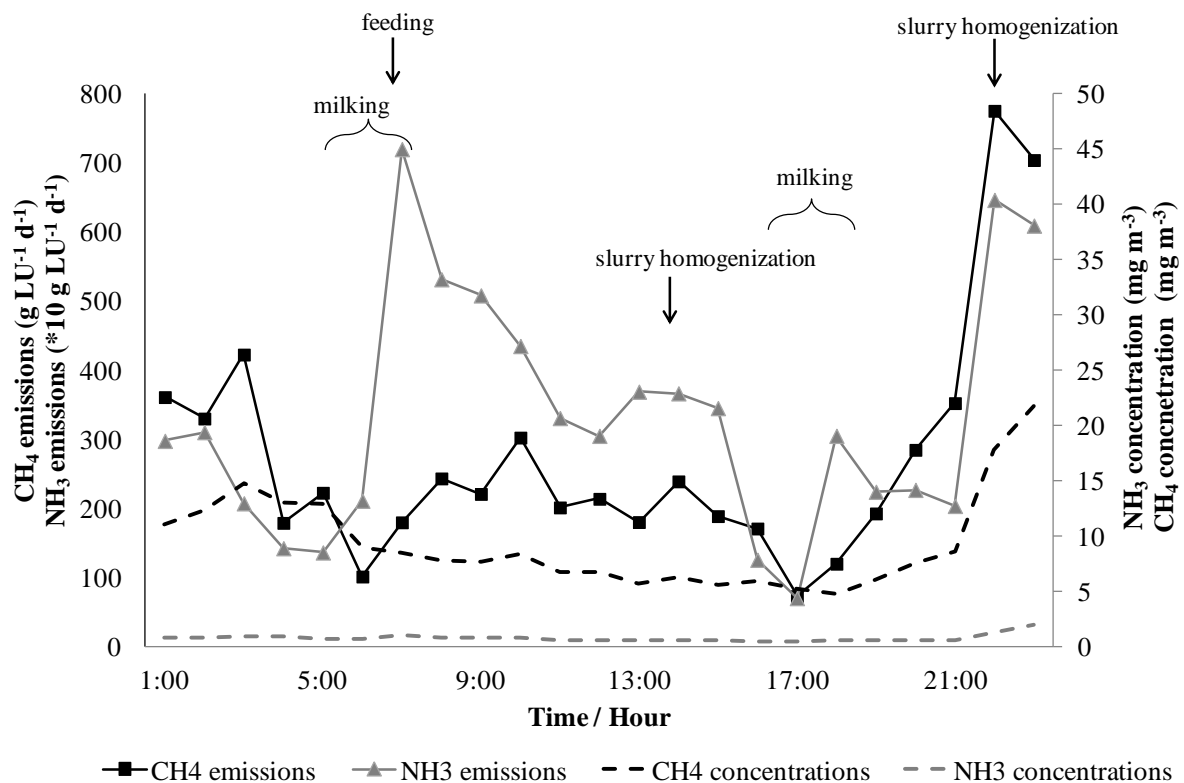 feeding
slurry homogenization
milking
milking
slurry homogenization
CH4 emissions (g LU-1 d-1)
NH3 emissions (*10 g LU-1 d-1)
800
700
600
500
400
300
200
100
0
50
45
40
35
30
25
20
15
10
5
0
NH3 concentration (mg m-3)
CH4 concnetration (mg m-3)
1:00 5:00 9:00 13:00 17:00 21:00
Time / Hour
CH4 emissions NH3 emissions CH4 concentrations NH3 concentrations